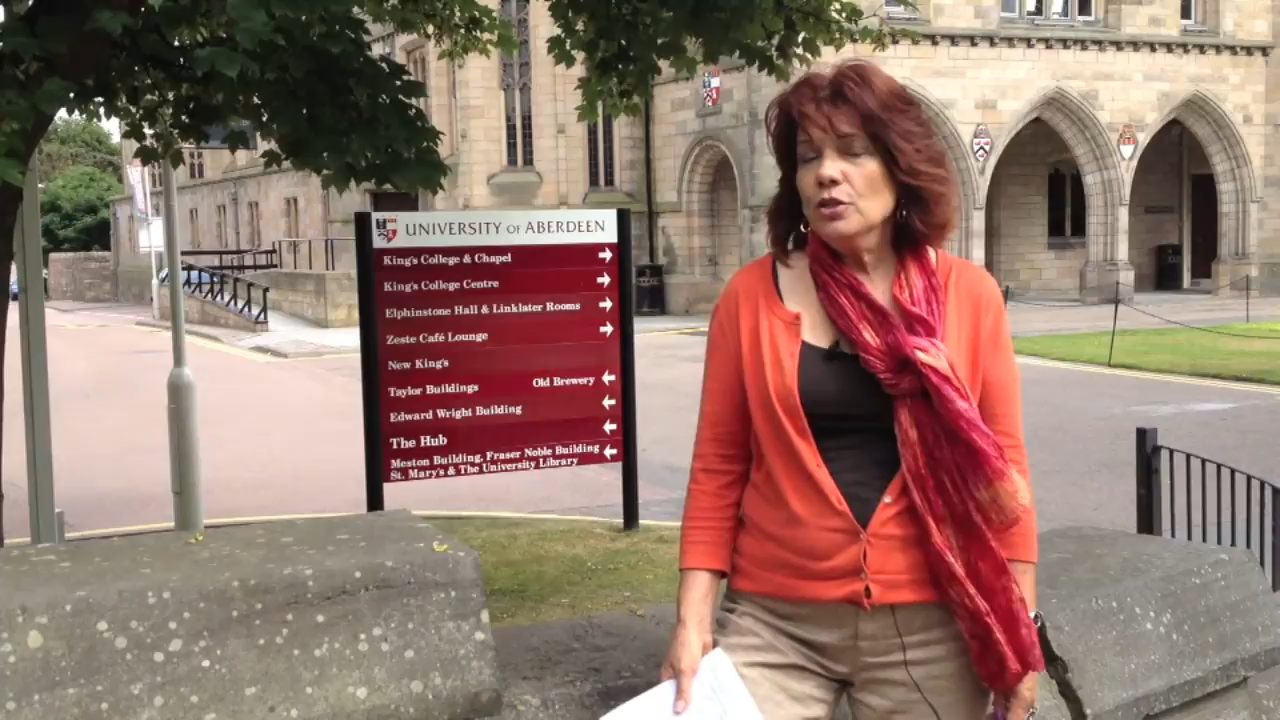 UNIVERSITY OF ABERDEEN
King's College & Chapel
King's College Centre
Elphinstone Hall & Linklater Rooms
Zeste Café Lounge
New King's
Taylor Buildings Old Brewery
Edward Wright Building
The Hub
Meston Building, Fraser Noble Building
St. Mary's & The University Library